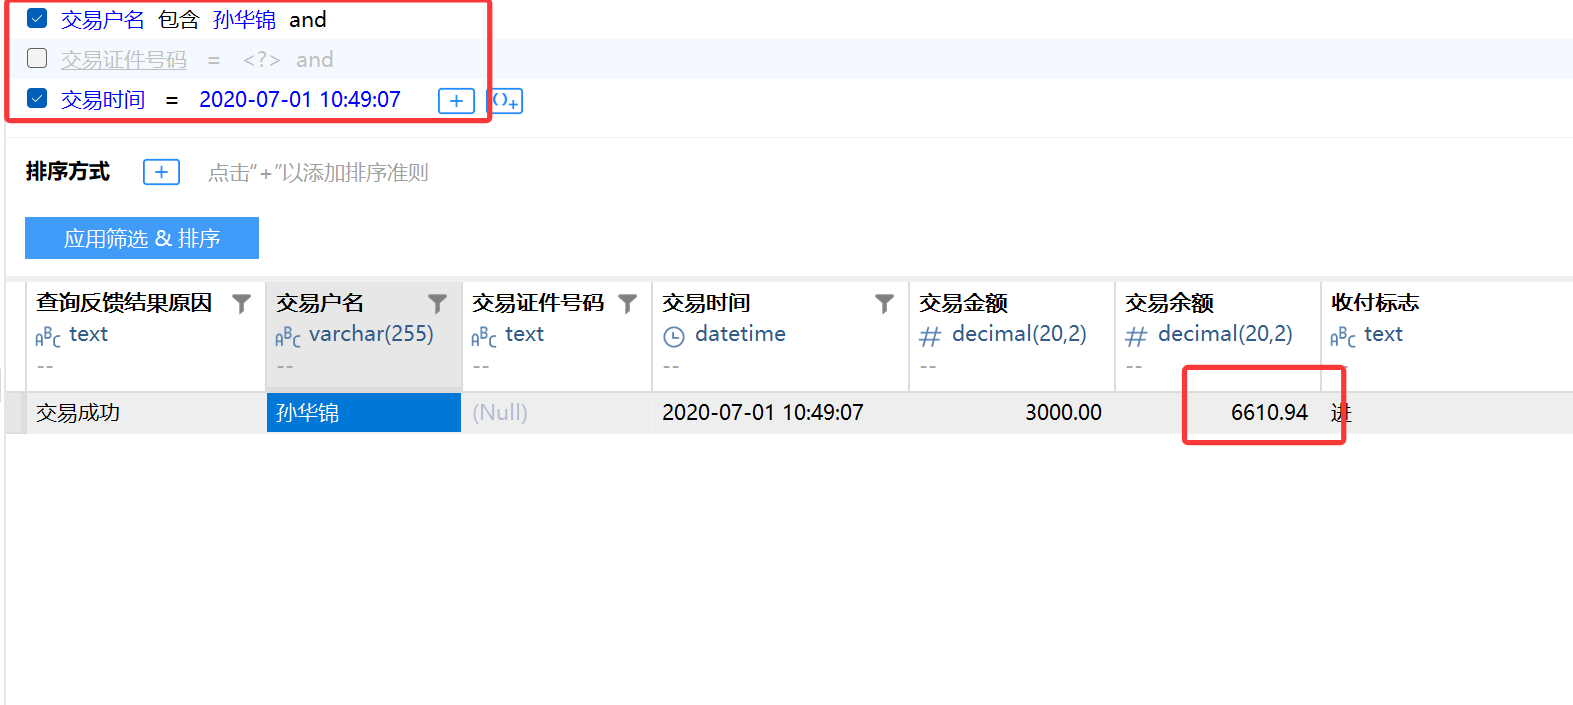 交易户名 包含 孙华锦 and
交易证件号码 = <?> and
交易时间 = 2020-07-01 10:49:07 + ()+
排序方式 + 点击“+”以添加排序准则
应用筛选 & 排序
查询反馈结果原因 交易户名 交易证件号码 交易时间 交易金额 交易余额 收付标志
ABC text ABC varchar(255) ABC text datetime # decimal(20,2) # decimal(20,2) ABC text
-- -- -- -- -- -- --
交易成功 孙华锦 (Null) 2020-07-01 10:49:07 3000.00 6610.94 进